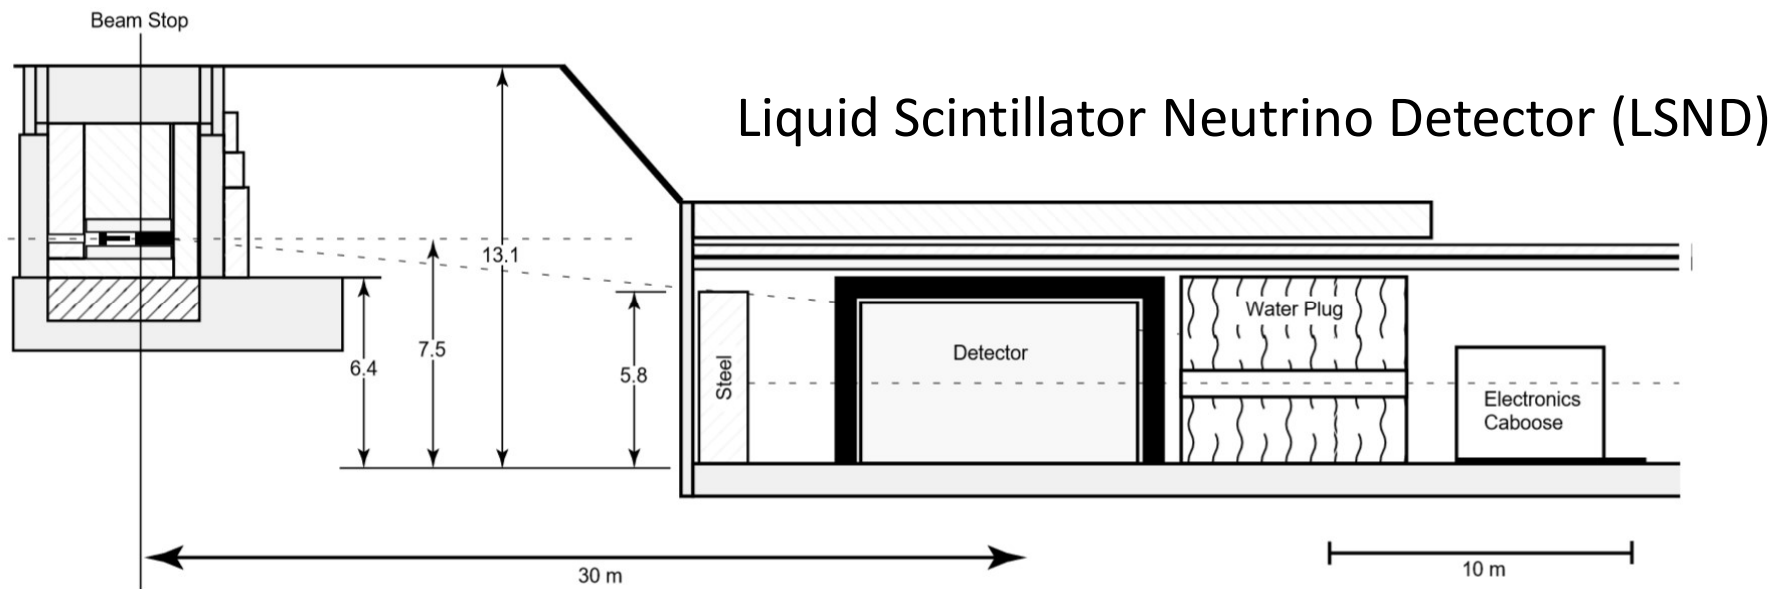 Beam Stop
Liquid Scintillator Neutrino Detector (LSND)
13.1
7.5
6.4
5.8
Steel
Detector
Water Plug
Electronics
Caboose
30 m
10 m